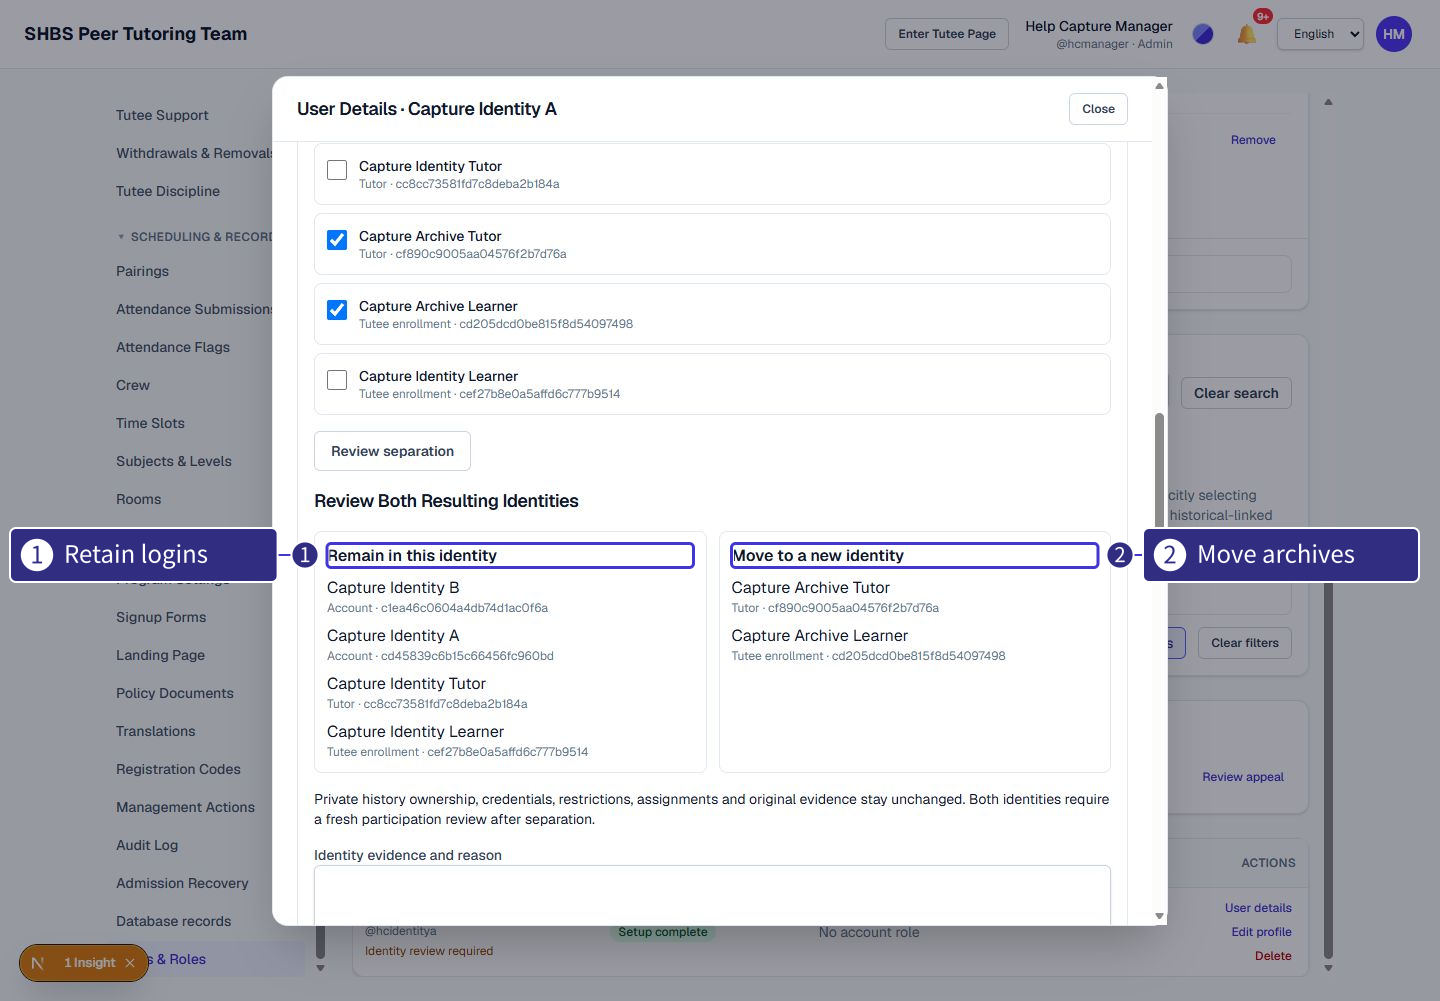 SHBS Peer Tutoring Team
Enter Tutee Page
Help Capture Manager
@hcmanager · Admin
9+
English
HM
Tutee Support
Withdrawals & Removals
Tutee Discipline
SCHEDULING & RECORD
Pairings
Attendance Submissions
Attendance Flags
Crew
Time Slots
Subjects & Levels
Rooms
Signup Forms
Landing Page
Policy Documents
Translations
Registration Codes
Management Actions
Audit Log
Admission Recovery
Database records
s & Roles
1 Insight
User Details · Capture Identity A
Close
Capture Identity Tutor
Tutor · cc8cc73581fd7c8deba2b184a
Capture Archive Tutor
Tutor · cf890c9005aa04576f2b7d76a
Capture Archive Learner
Tutee enrollment · cd205dcd0be815f8d54097498
Capture Identity Learner
Tutee enrollment · cef27b8e0a5affd6c777b9514
Review separation
Review Both Resulting Identities
1 Retain logins
1
Remain in this identity
Capture Identity B
Account · c1ea46c0604a4db74d1ac0f6a
Capture Identity A
Account · cd45839c6b15c66456fc960bd
Capture Identity Tutor
Tutor · cc8cc73581fd7c8deba2b184a
Capture Identity Learner
Tutee enrollment · cef27b8e0a5affd6c777b9514
Move to a new identity
2
2 Move archives
Capture Archive Tutor
Tutor · cf890c9005aa04576f2b7d76a
Capture Archive Learner
Tutee enrollment · cd205dcd0be815f8d54097498
Private history ownership, credentials, restrictions, assignments and original evidence stay unchanged. Both identities require
a fresh participation review after separation.
Identity evidence and reason
Remove
Clear search
citly selecting
historical-linked
s
Clear filters
Review appeal
ACTIONS
@hcidentitya
Identity review required
Setup complete
No account role
User details
Edit profile
Delete